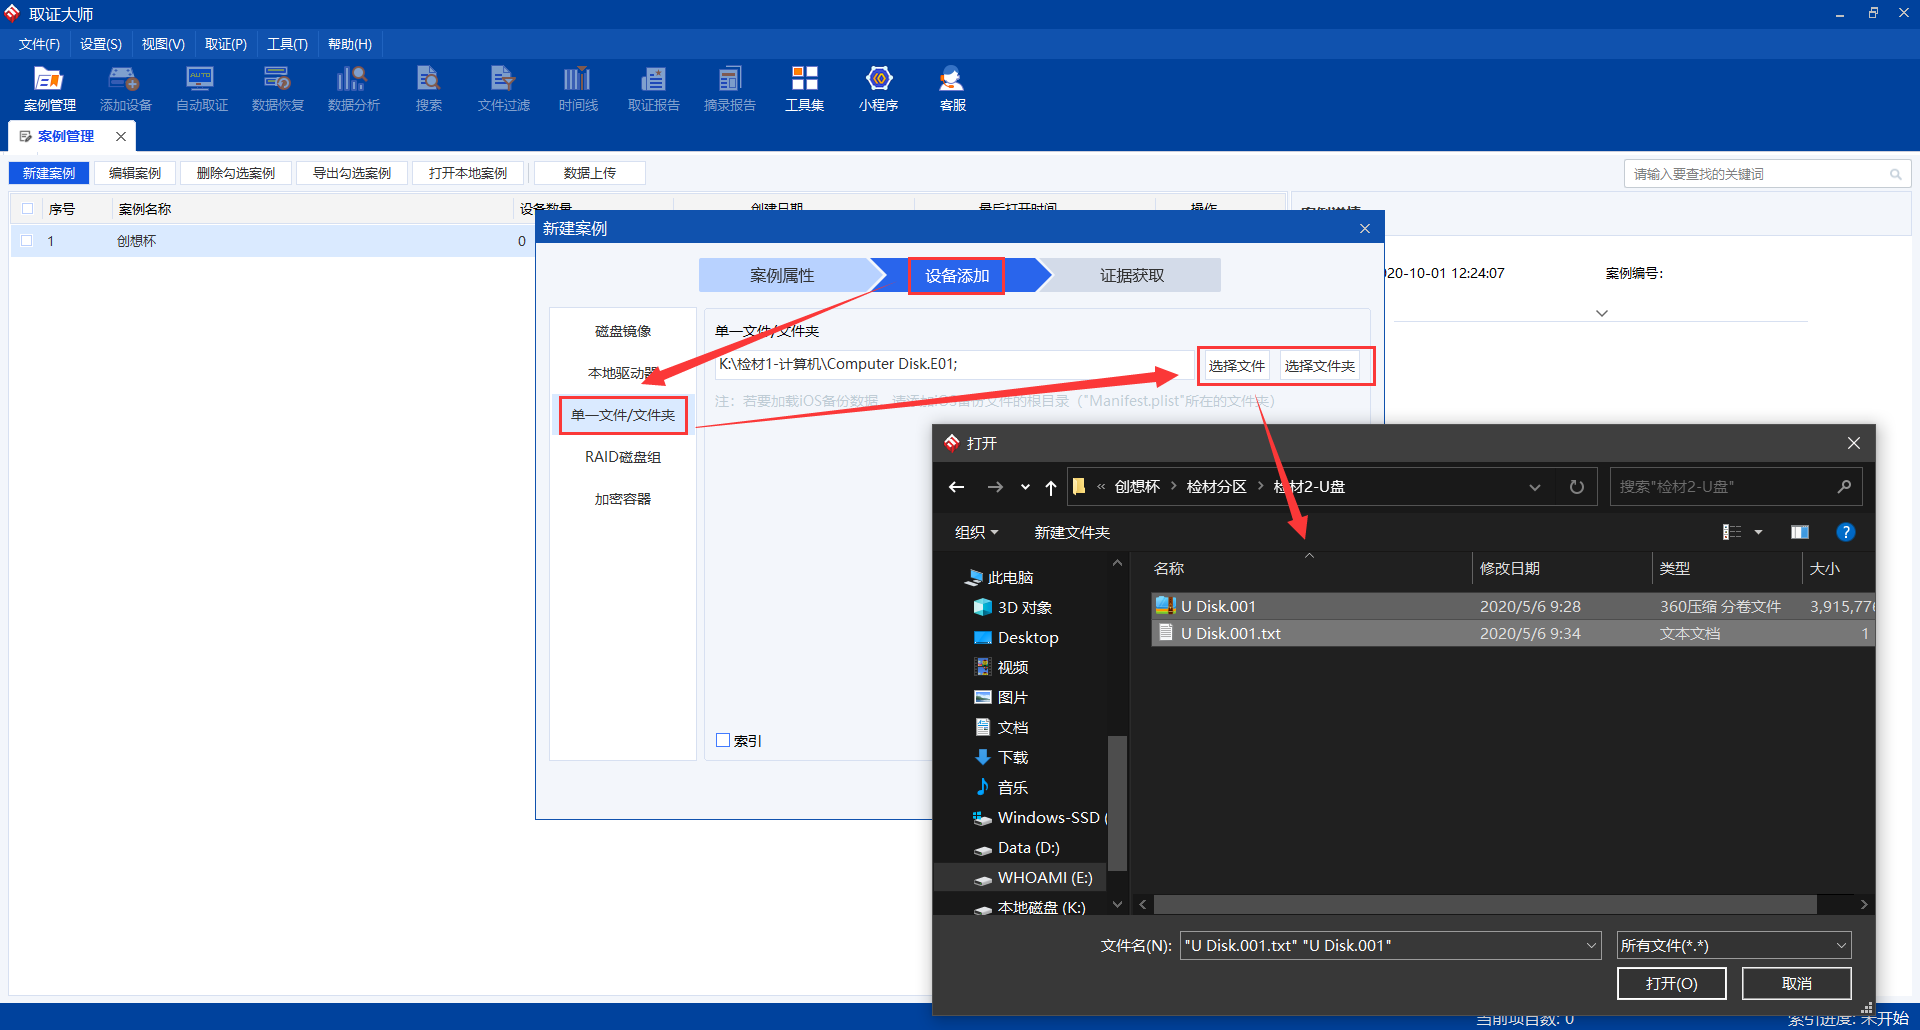 取证大师
文件(F) 设置(S) 视图(V) 取证(P) 工具(T) 帮助(H)
AUTO
案例管理 添加设备 自动取证 数据恢复 数据分析 搜索 文件过滤 时间线 取证报告 摘录报告 工具集 小程序 客服
案例管理
新建案例 编辑案例 删除勾选案例 导出勾选案例 打开本地案例 数据上传
请输入要查找的关键词
序号 案例名称 设备数量 创建日期 最后打开时间 操作
案例详情
1 创想杯 0
新建案例
案例属性 设备添加 证据获取
20-10-01 12:24:07 案例编号:
磁盘镜像
本地驱动器
单一文件/文件夹
RAID磁盘组
加密容器
单一文件/文件夹
K:\检材1-计算机\Computer Disk.E01;
选择文件 选择文件夹
注：若要加载iOS备份数据，请添加iOS备份文件的根目录（"Manifest.plist"所在的文件夹）
索引
打开
« 创想杯 › 检材分区 › 检材2-U盘
搜索"检材2-U盘"
组织 新建文件夹
?
此电脑
3D 对象
Desktop
视频
图片
文档
下载
音乐
Windows-SSD (
Data (D:)
WHOAMI (E:)
本地磁盘 (K:)
名称 修改日期 类型 大小
U Disk.001 2020/5/6 9:28 360压缩 分卷文件 3,915,776
U Disk.001.txt 2020/5/6 9:34 文本文档 1
文件名(N): "U Disk.001.txt" "U Disk.001"
所有文件(*.*)
打开(O) 取消
当前项目数: 0 索引进度: 未开始